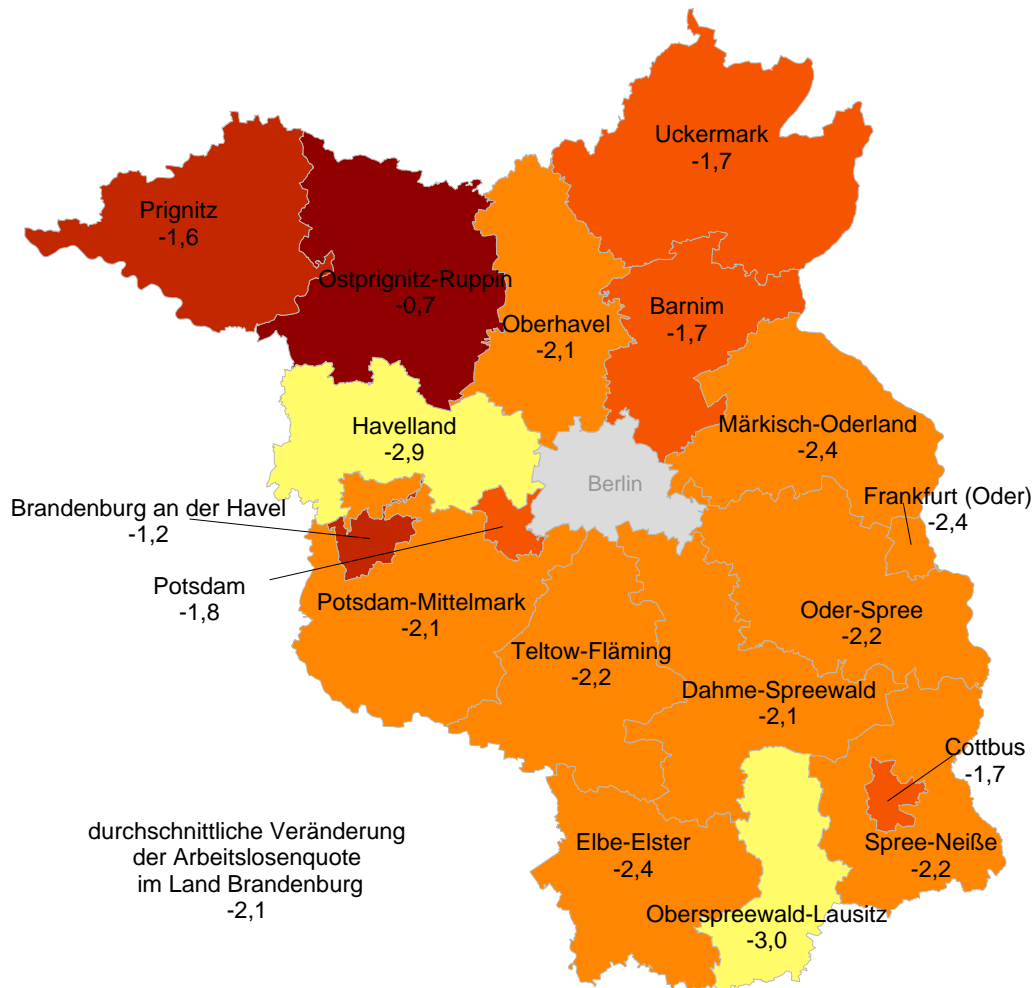 Uckermark
-1,7
Prignitz
-1,6
Ostprignitz-Ruppin
-0,7
Oberhavel
-2,1
Barnim
-1,7
Havelland
-2,9
Märkisch-Oderland
-2,4
Berlin
Frankfurt (Oder)
-2,4
Brandenburg an der Havel
-1,2
Potsdam
-1,8
Potsdam-Mittelmark
-2,1
Oder-Spree
-2,2
Teltow-Fläming
-2,2
Dahme-Spreewald
-2,1
Cottbus
-1,7
Elbe-Elster
-2,4
Spree-Neiße
-2,2
Oberspreewald-Lausitz
-3,0
durchschnittliche Veränderung
der Arbeitslosenquote
im Land Brandenburg
-2,1